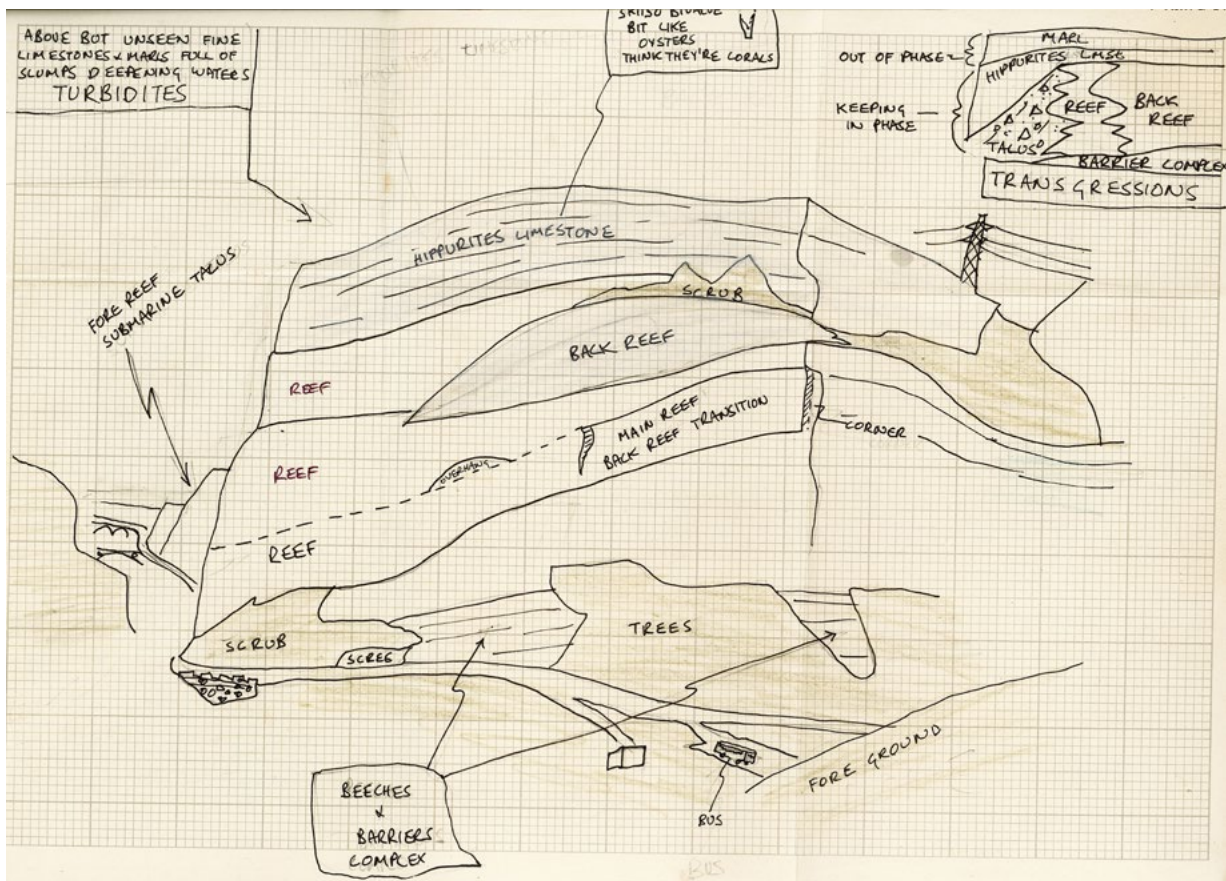 ABOVE BUT UNSEEN FINE
LIMESTONES & MARLS FULL OF
SLUMPS DEEPENING WATERS
TURBIDITES
BIVALVE
BIT LIKE
OYSTERS
THINK THEY'RE CORALS
OUT OF PHASE
KEEPING
IN PHASE
MARL
HIPPURITES LMSE
REEF
BACK
REEF
TALUS
BARRIER COMPLEX
TRANSGRESSIONS
HIPPURITES LIMESTONE
SCRUB
FORE REEF
SUBMARINE TALUS
BACK REEF
REEF
MAIN REEF
BACK REEF TRANSITION
CORNER
REEF
OVERHANG
REEF
SCRUB
SCREE
TREES
FORE GROUND
BEECHES
&
BARRIERS
COMPLEX
BUS
BUS